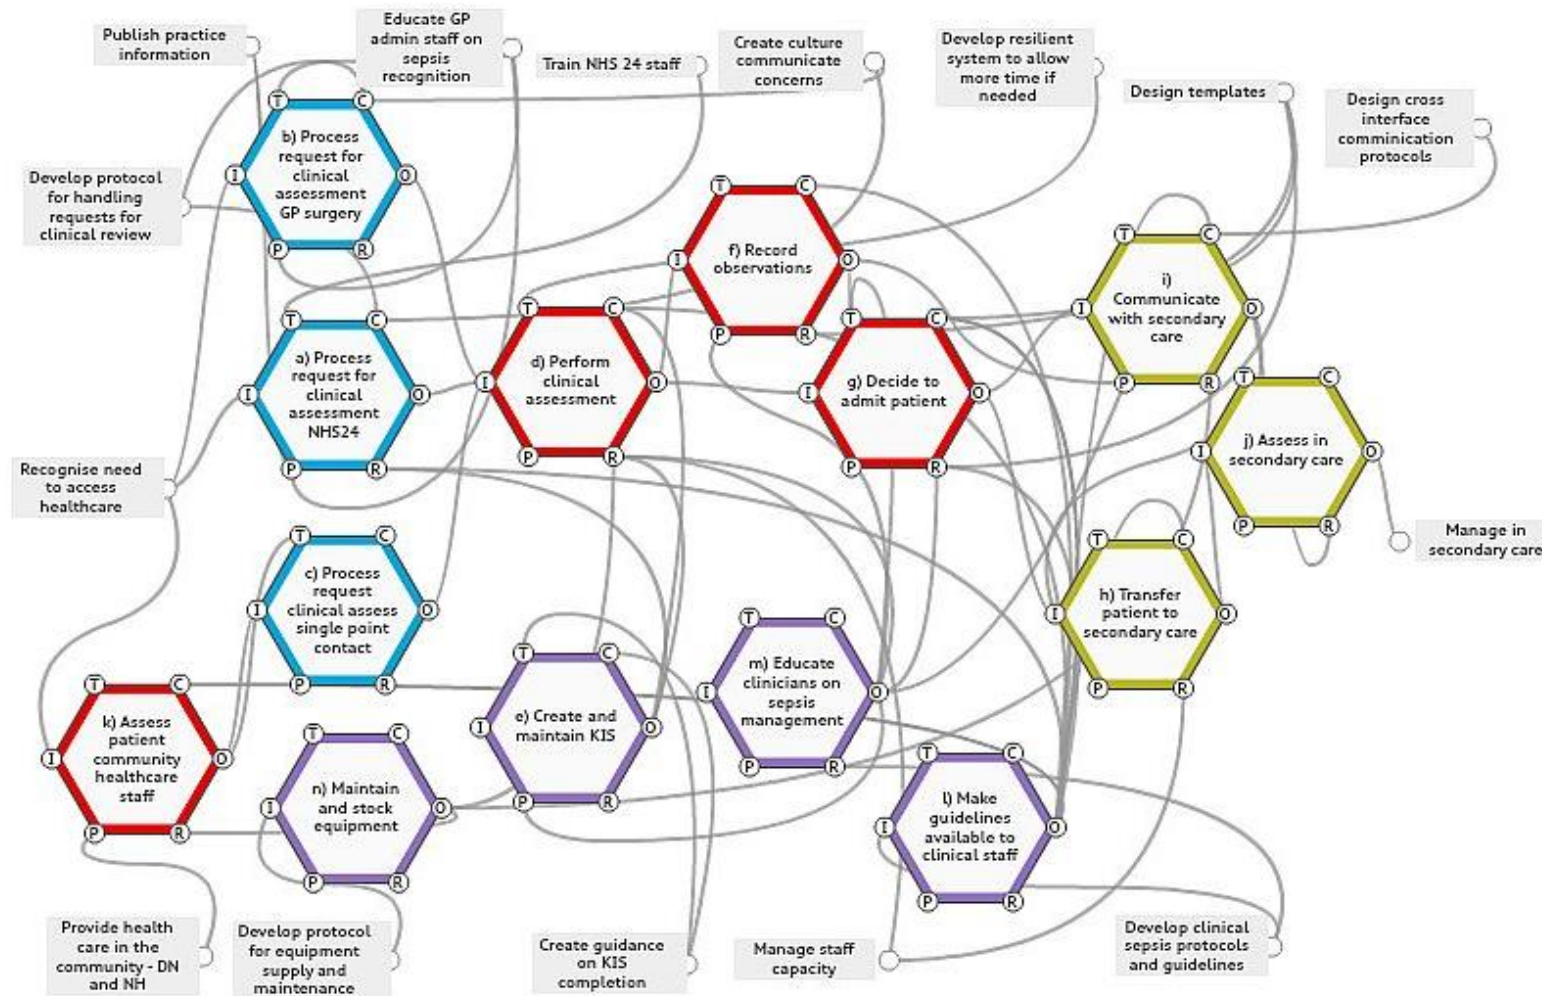 Publish practice
information
Educate GP
admin staff on
sepsis
recognition
Train NHS 24 staff
Create culture
communicate
concerns
Develop resilient
system to allow
more time if
needed
Design templates
Design cross
interface
comminication
protocols
Develop protocol
for handling
requests for
clinical review
T
C
I
O
P
R
b) Process
request for
clinical
assessment
GP surgery
T
C
I
O
P
R
f) Record
observations
T
C
I
O
P
R
i)
Communicate
with secondary
care
T
C
I
O
P
R
a) Process
request for
clinical
assessment
NHS24
T
C
I
O
P
R
d) Perform
clinical
assessment
T
C
I
O
P
R
g) Decide to
admit patient
T
C
I
O
P
R
j) Assess in
secondary care
T
C
I
O
P
R
Recognise need
to access
healthcare
Manage in
secondary care
c) Process
request
clinical assess
single point
contact
T
C
I
O
P
R
h) Transfer
patient to
secondary care
T
C
I
O
P
R
k) Assess
patient
community
healthcare
staff
T
C
I
O
P
R
e) Create and
maintain KIS
T
C
I
O
P
R
m) Educate
clinicians on
sepsis
management
T
C
I
O
P
R
n) Maintain
and stock
equipment
T
C
I
O
P
R
l) Make
guidelines
available to
clinical staff
Provide health
care in the
community - DN
and NH
Develop protocol
for equipment
supply and
maintenance
Create guidance
on KIS
completion
Manage staff
capacity
Develop clinical
sepsis protocols
and guidelines